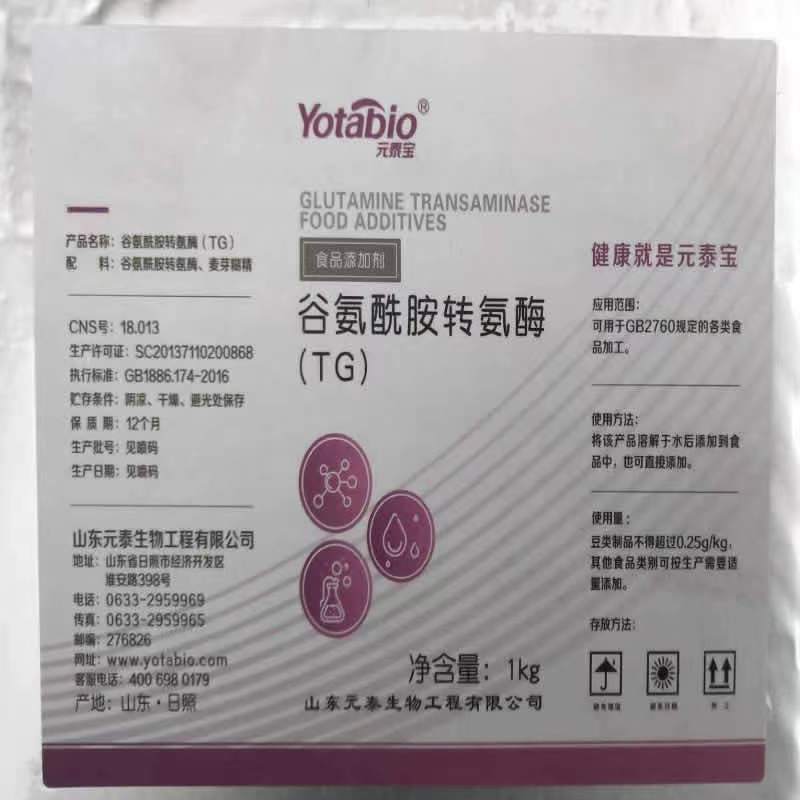 Yotabio®
元泰宝
GLUTAMINE TRANSAMINASE
FOOD ADDITIVES
食品添加剂
谷氨酰胺转氨酶
(TG)
产品名称：谷氨酰胺转氨酶(TG)
配 料：谷氨酰胺转氨酶、麦芽糊精
CNS号：18.013
生产许可证：SC20137110200868
执行标准：GB1886.174-2016
贮存条件：阴凉、干燥、避光处保存
保 质 期：12个月
生产批号：见喷码
生产日期：见喷码
山东元泰生物工程有限公司
地址：山东省日照市经济开发区
淮安路398号
电话：0633-2959969
传真：0633-2959965
邮编：276826
网址：www.yotabio.com
客服电话：400 698 0179
产地：山东·日照
净含量：1kg
山东元泰生物工程有限公司
健康就是元泰宝
应用范围：
可用于GB2760规定的各类食
品加工。
使用方法：
将该产品溶解于水后添加到食
品中，也可直接添加。
使用量：
豆类制品不得超过0.25g/kg，
其他食品类别可按生产需要适
量添加。
存放方法：